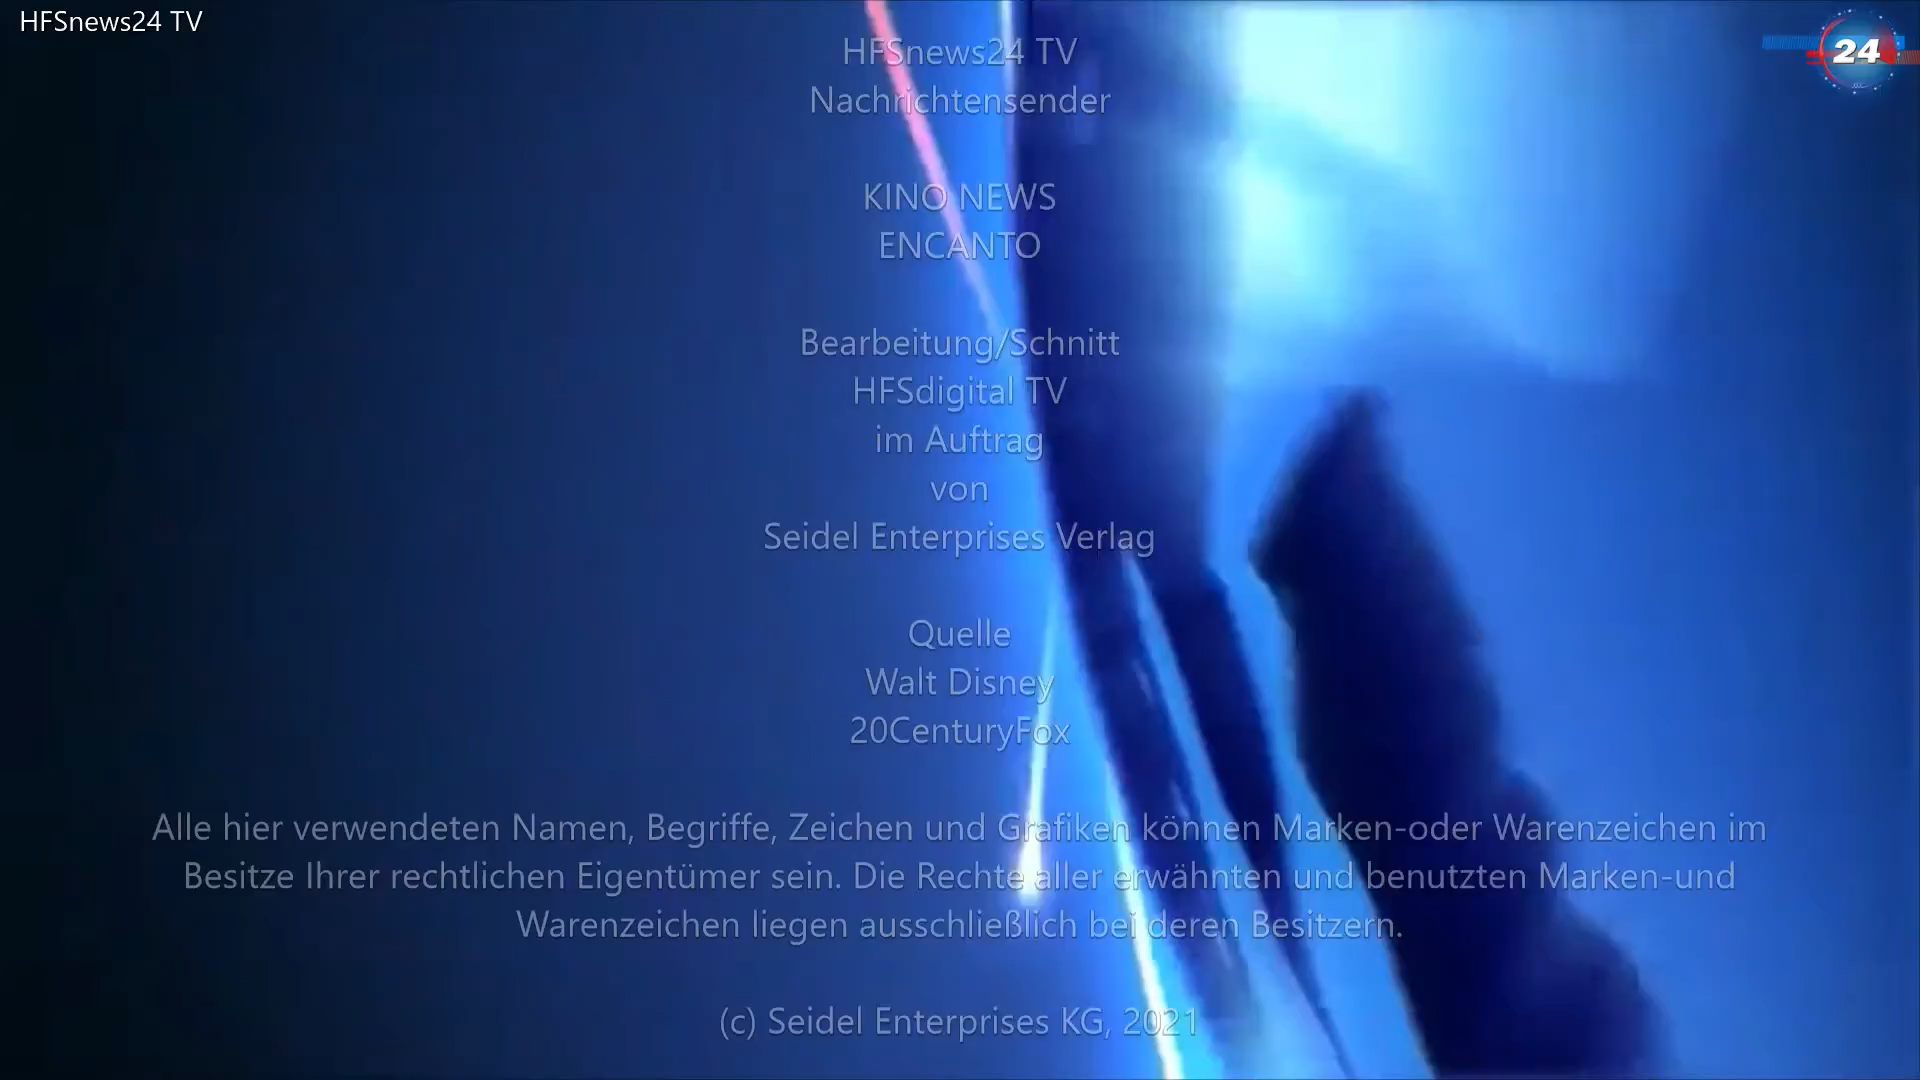 HFSnews24 TV
24
HFSnews24 TV
Nachrichtensender
KINO NEWS
ENCANTO
Bearbeitung/Schnitt
HFSdigital TV
im Auftrag
von
Seidel Enterprises Verlag
Quelle
Walt Disney
20CenturyFox
Alle hier verwendeten Namen, Begriffe, Zeichen und Grafiken können Marken-oder Warenzeichen im
Besitze Ihrer rechtlichen Eigentümer sein. Die Rechte aller erwähnten und benutzten Marken-und
Warenzeichen liegen ausschließlich bei deren Besitzern.
(c) Seidel Enterprises KG, 2021